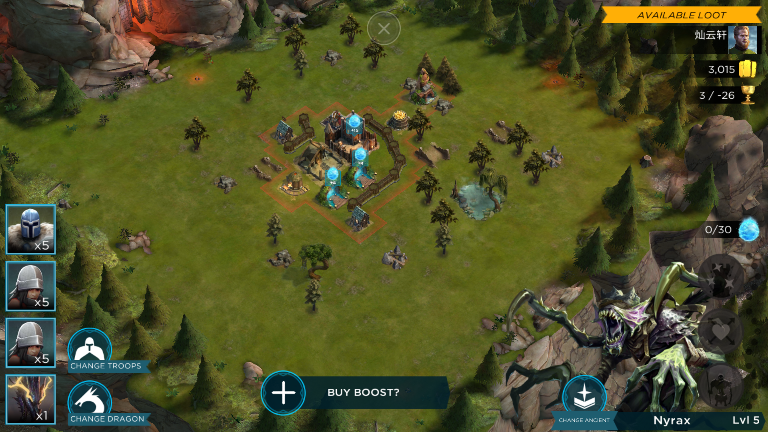 AVAILABLE LOOT
灿云轩
3,015
3 / -26
x5
x5
x5
x1
0/30
CHANGE TROOPS
CHANGE DRAGON
BUY BOOST?
CHANGE ANCIENT
Nyrax
Lvl 5